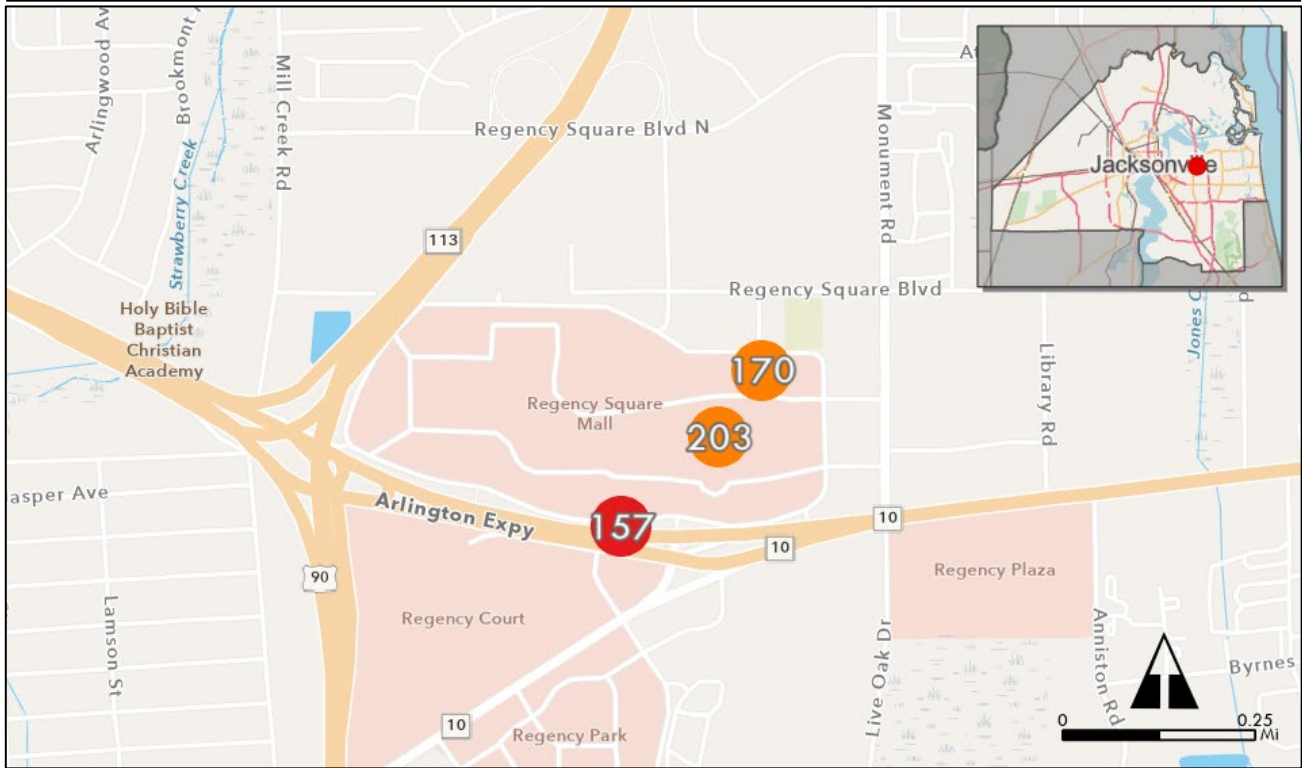 Arlingwood Av
Brookmont
Mill Creek Rd
Strawberry Creek
Regency Square Blvd N
Monument Rd
At
Jacksonville
113
Holy Bible
Baptist
Christian
Academy
Regency Square Blvd
Jones C
d
Library Rd
170
Regency Square
Mall
203
asper Ave
Arlington Expy
157
10
10
90
Regency Plaza
Regency Court
Lamson St
Live Oak Dr
Anniston Rd
Byrnes
10
Regency Park
0
0.25
Mi